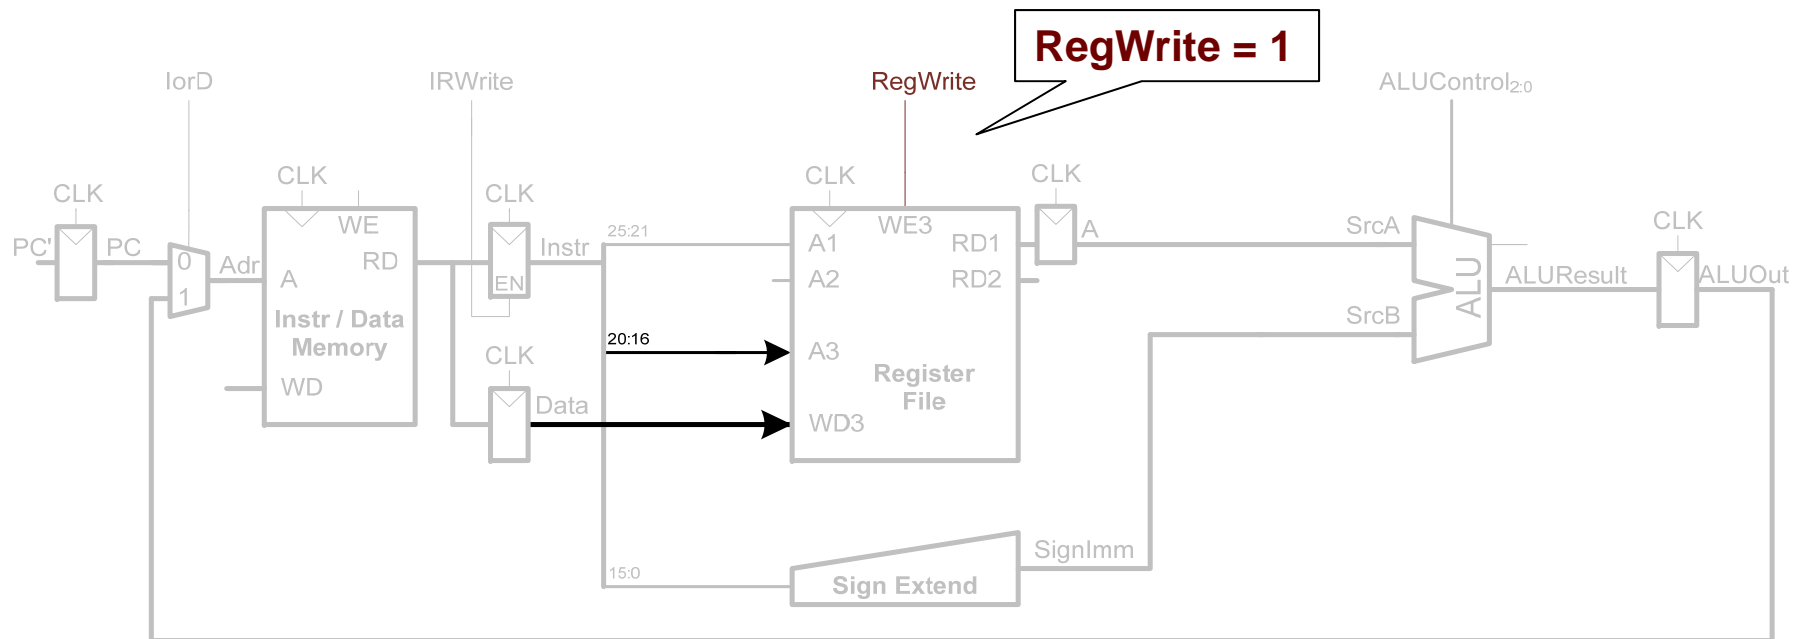 RegWrite = 1
IorD
IRWrite
RegWrite
ALUControl2:0
CLK
CLK
CLK
CLK
CLK
CLK
PC'
PC
0
1
Adr
WE
RD
A
Instr / Data
Memory
WD
EN
Instr
25:21
20:16
15:0
CLK
Data
A1
A2
A3
WD3
WE3
RD1
RD2
Register
File
A
SrcA
SrcB
ALU
ALUResult
ALUOut
Sign Extend
SignImm